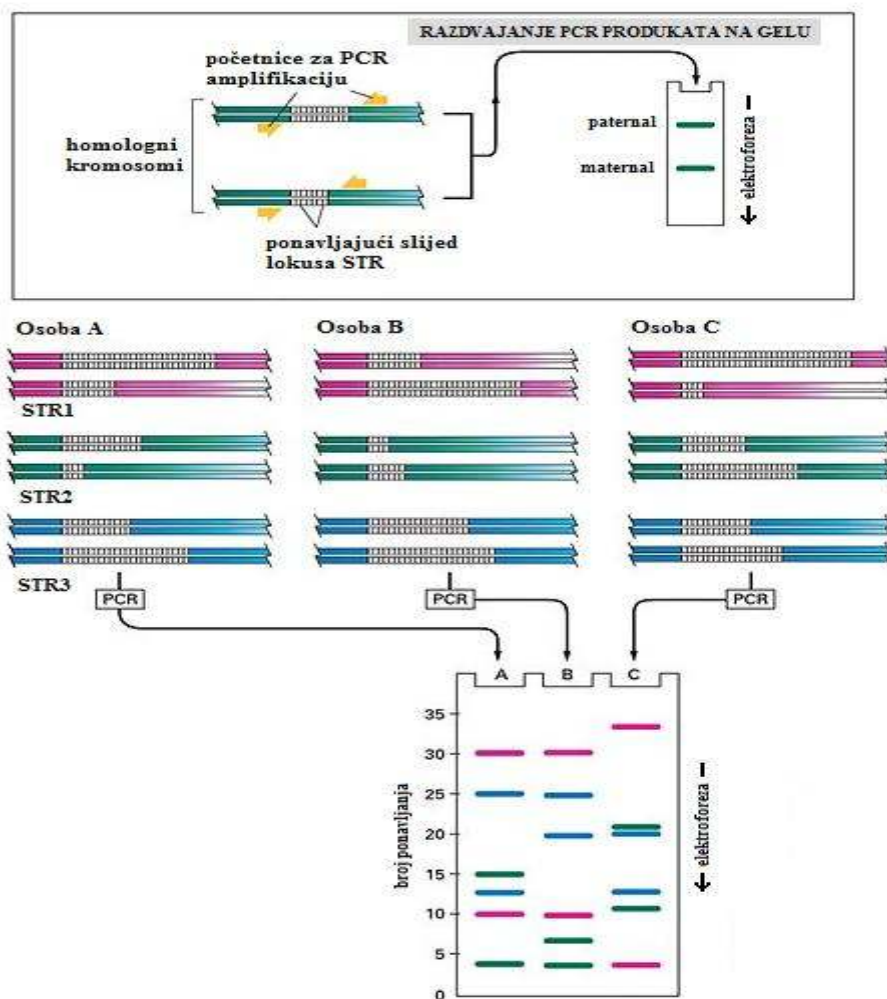 RAZDVAJANJE PCR PRODUKATA NA GELU
početnice za PCR
amplifikaciju
homologni
kromosomi
ponavljajući slijed
lokusa STR
paternal
maternal
elektroforeza
Osoba A
Osoba B
Osoba C
STR1
STR2
STR3
PCR
PCR
PCR
A
B
C
broj ponavljanja
35
30
25
20
15
10
5
0
elektroforeza